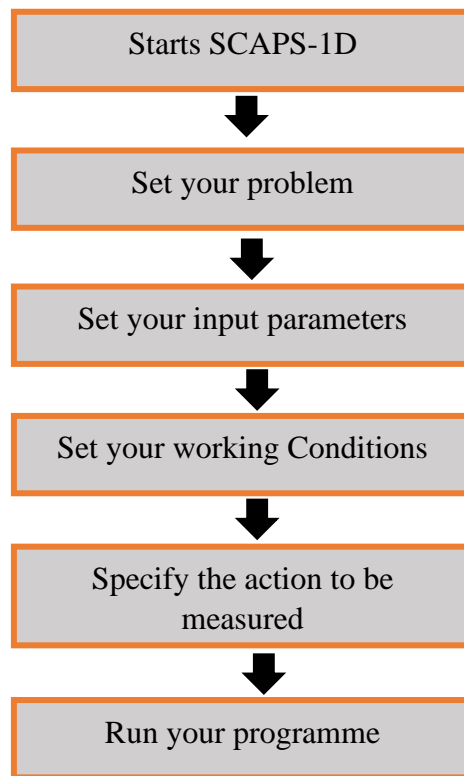 Starts SCAPS-1D
Set your problem
Set your input parameters
Set your working Conditions
Specify the action to be
measured
Run your programme